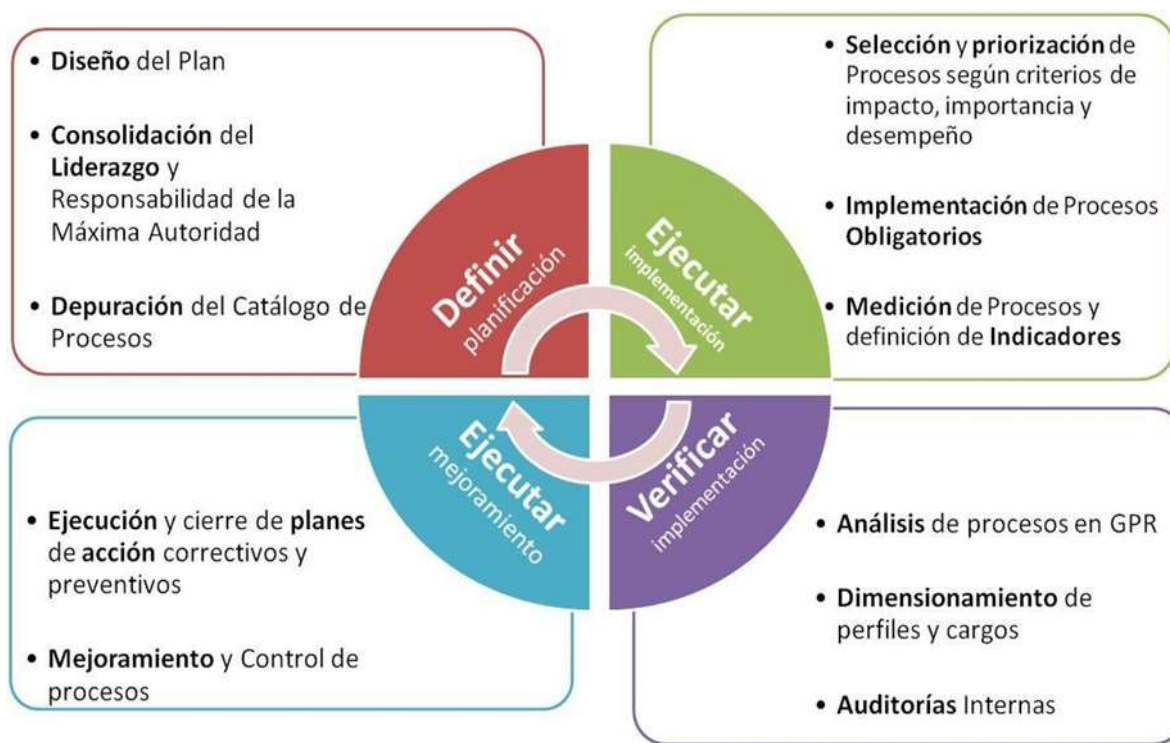 • Diseño del Plan
• Consolidación del
Liderazgo y
Responsabilidad de la
Máxima Autoridad
• Depuración del Catálogo de
Procesos
Definir
planificación
• Selección y priorización de
Procesos según criterios de
impacto, importancia y
desempeño
• Implementación de Procesos
Obligatorios
• Medición de Procesos y
definición de Indicadores
Ejecutar
implementación
• Ejecución y cierre de planes
de acción correctivos y
preventivos
• Mejoramiento y Control de
procesos
Ejecutar
mejoramiento
Verificar
implementación
• Análisis de procesos en GPR
• Dimensionamiento de
perfiles y cargos
• Auditorías Internas